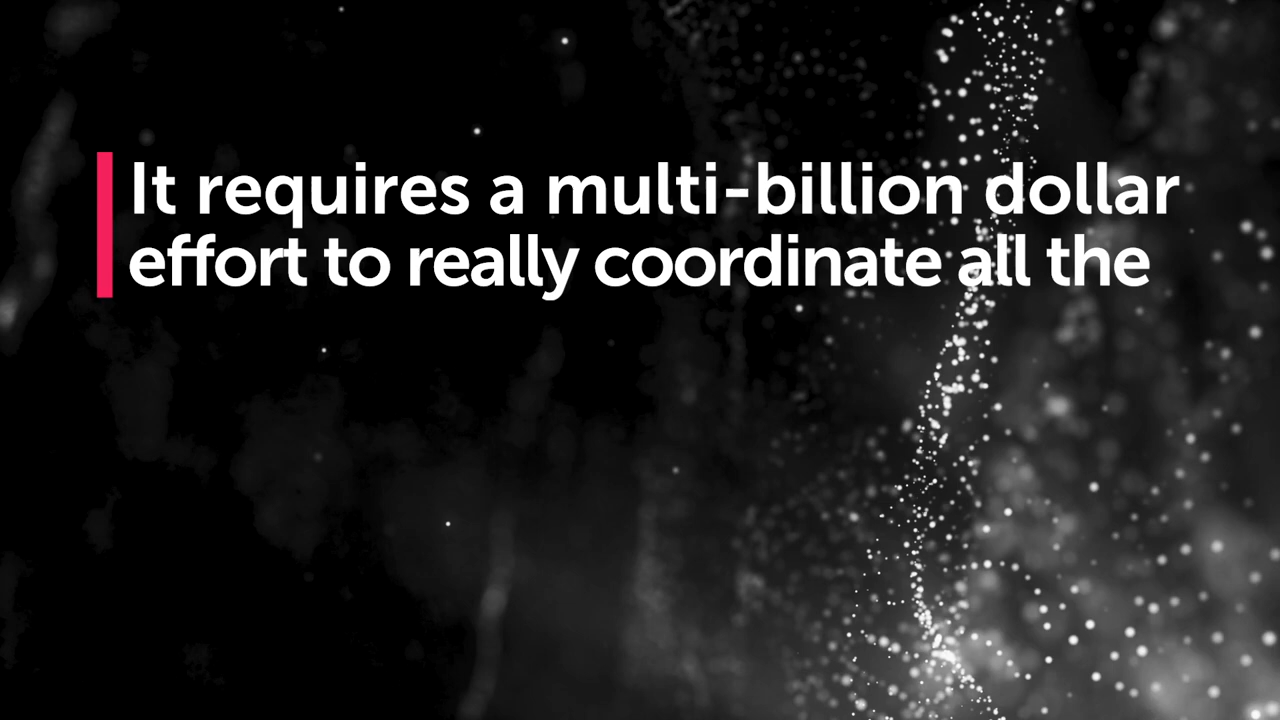 It requires a multi-billion dollar
effort to really coordinate all the